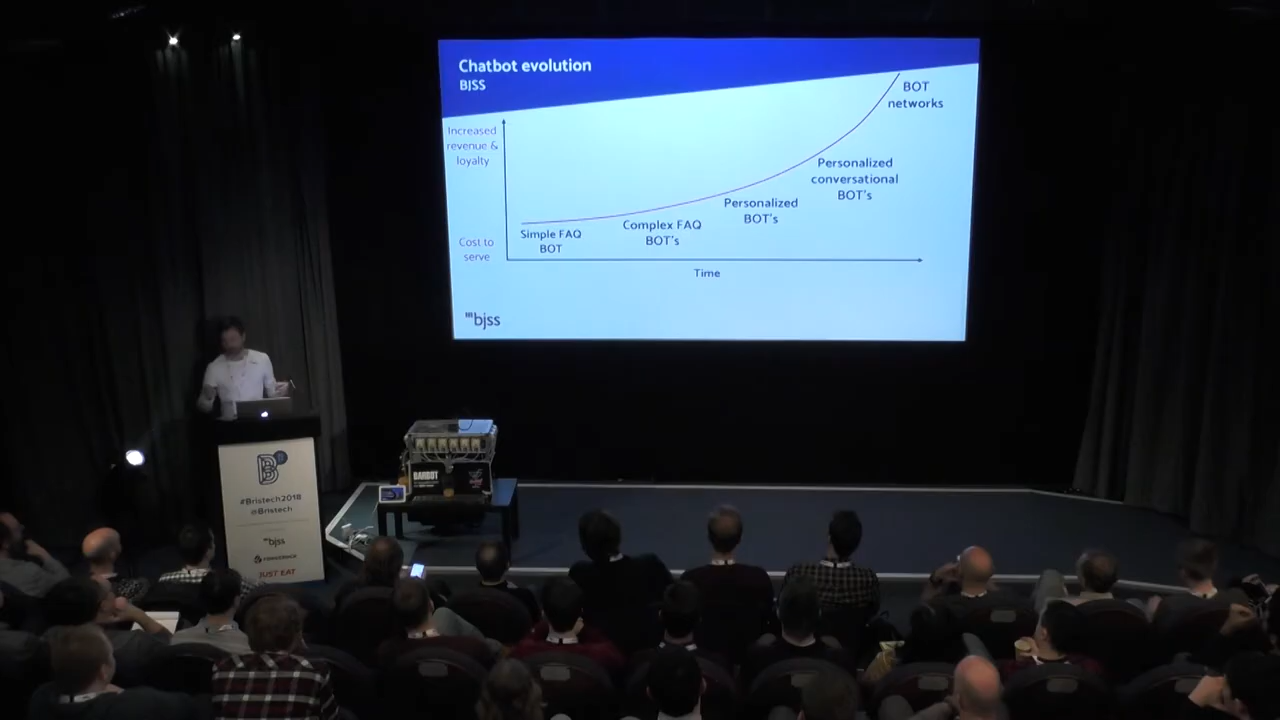 Chatbot evolution
BJSS
Increased
revenue &
loyalty
Cost to
serve
BOT
networks
Personalized
conversational
BOT's
Personalized
BOT's
Complex FAQ
BOT's
Simple FAQ
BOT
Time
bjss
B
#Bristech2018
@Bristech
bjss
JUST EAT
BARBOT